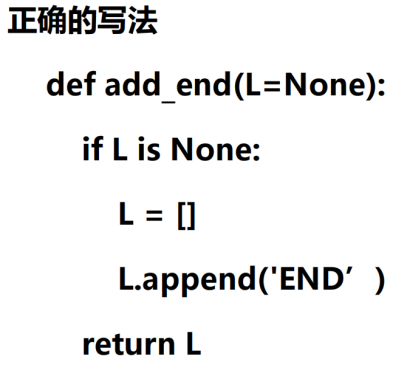 正确的写法
def add_end(L=None):
if L is None:
L = []
L.append('END’)
return L